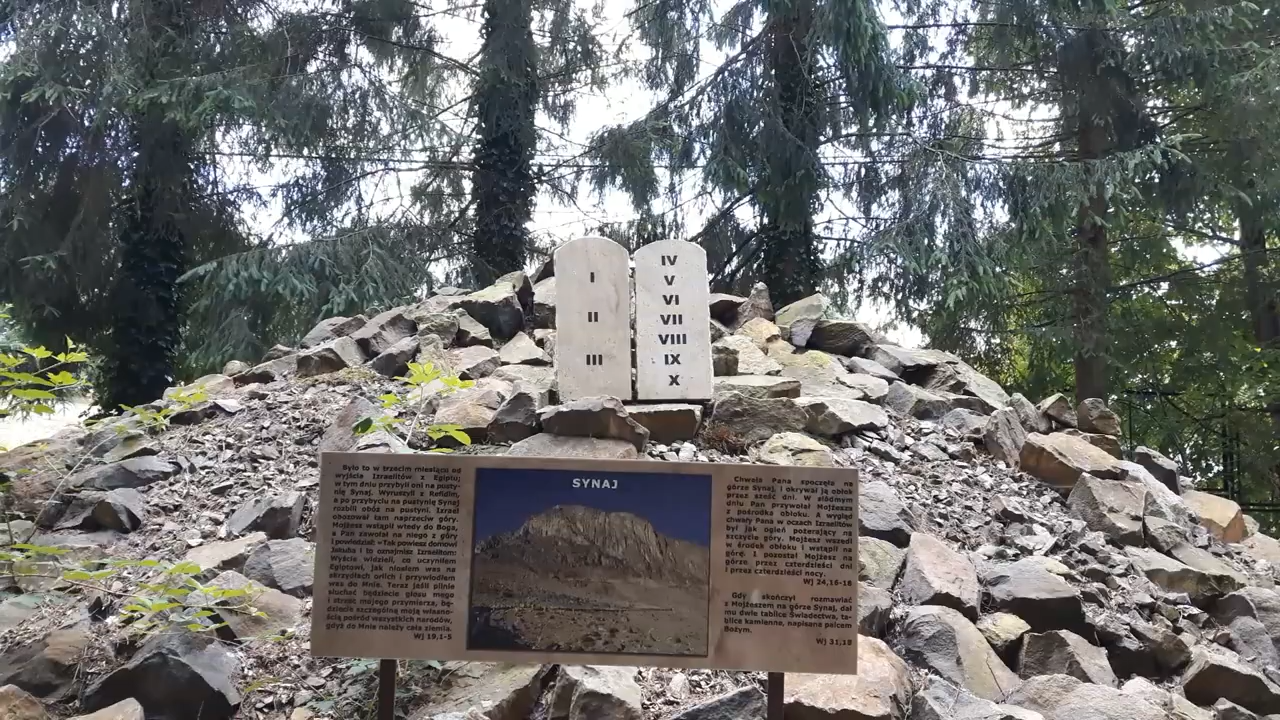 I
II
III
IV
V
VI
VII
VIII
IX
X
Było to w trzecim miesiącu od
wyjścia Izraelitów z Egiptu;
w tym dniu przybyli oni na pusty-
nię Synaj. Wyruszyli z Refidim,
a po przybyciu na pustynię Synaj
rozbili obóz na pustyni. Izrael
obozował tam naprzeciw góry.
Mojżesz wstąpił wtedy do Boga,
a Pan zawołał na niego z góry
i powiedział: «Tak powiesz domowi
Jakuba i to oznajmisz Izraelitom:
Wyście widzieli, co uczyniłem
Egiptowi, jak niosłem was na
skrzydłach orlich i przywiodłem
was do Mnie. Teraz jeśli pilnie
słuchać będziecie głosu mego
i strzec mojego przymierza, bę-
dziecie szczególną moją własno-
ścią pośród wszystkich narodów,
gdyż do Mnie należy cała ziemia.
Wj 19,1-5
SYNAJ
Chwała Pana spoczęła na
górze Synaj, i okrywał ją obłok
przez sześć dni. W siódmym
dniu Pan przywołał Mojżesza
z pośrodka obłoku. A wygląd
chwały Pana w oczach Izraelitów
był jak ogień pożerający na
szczycie góry. Mojżesz wszedł
w środek obłoku i wstąpił na
górę. I pozostał Mojżesz na
górze przez czterdzieści dni
i przez czterdzieści nocy.
Wj 24,16-18
Gdy skończył rozmawiać
z Mojżeszem na górze Synaj, dał
mu dwie tablice Świadectwa, ta-
blice kamienne, napisane palcem
Bożym.
Wj 31,18